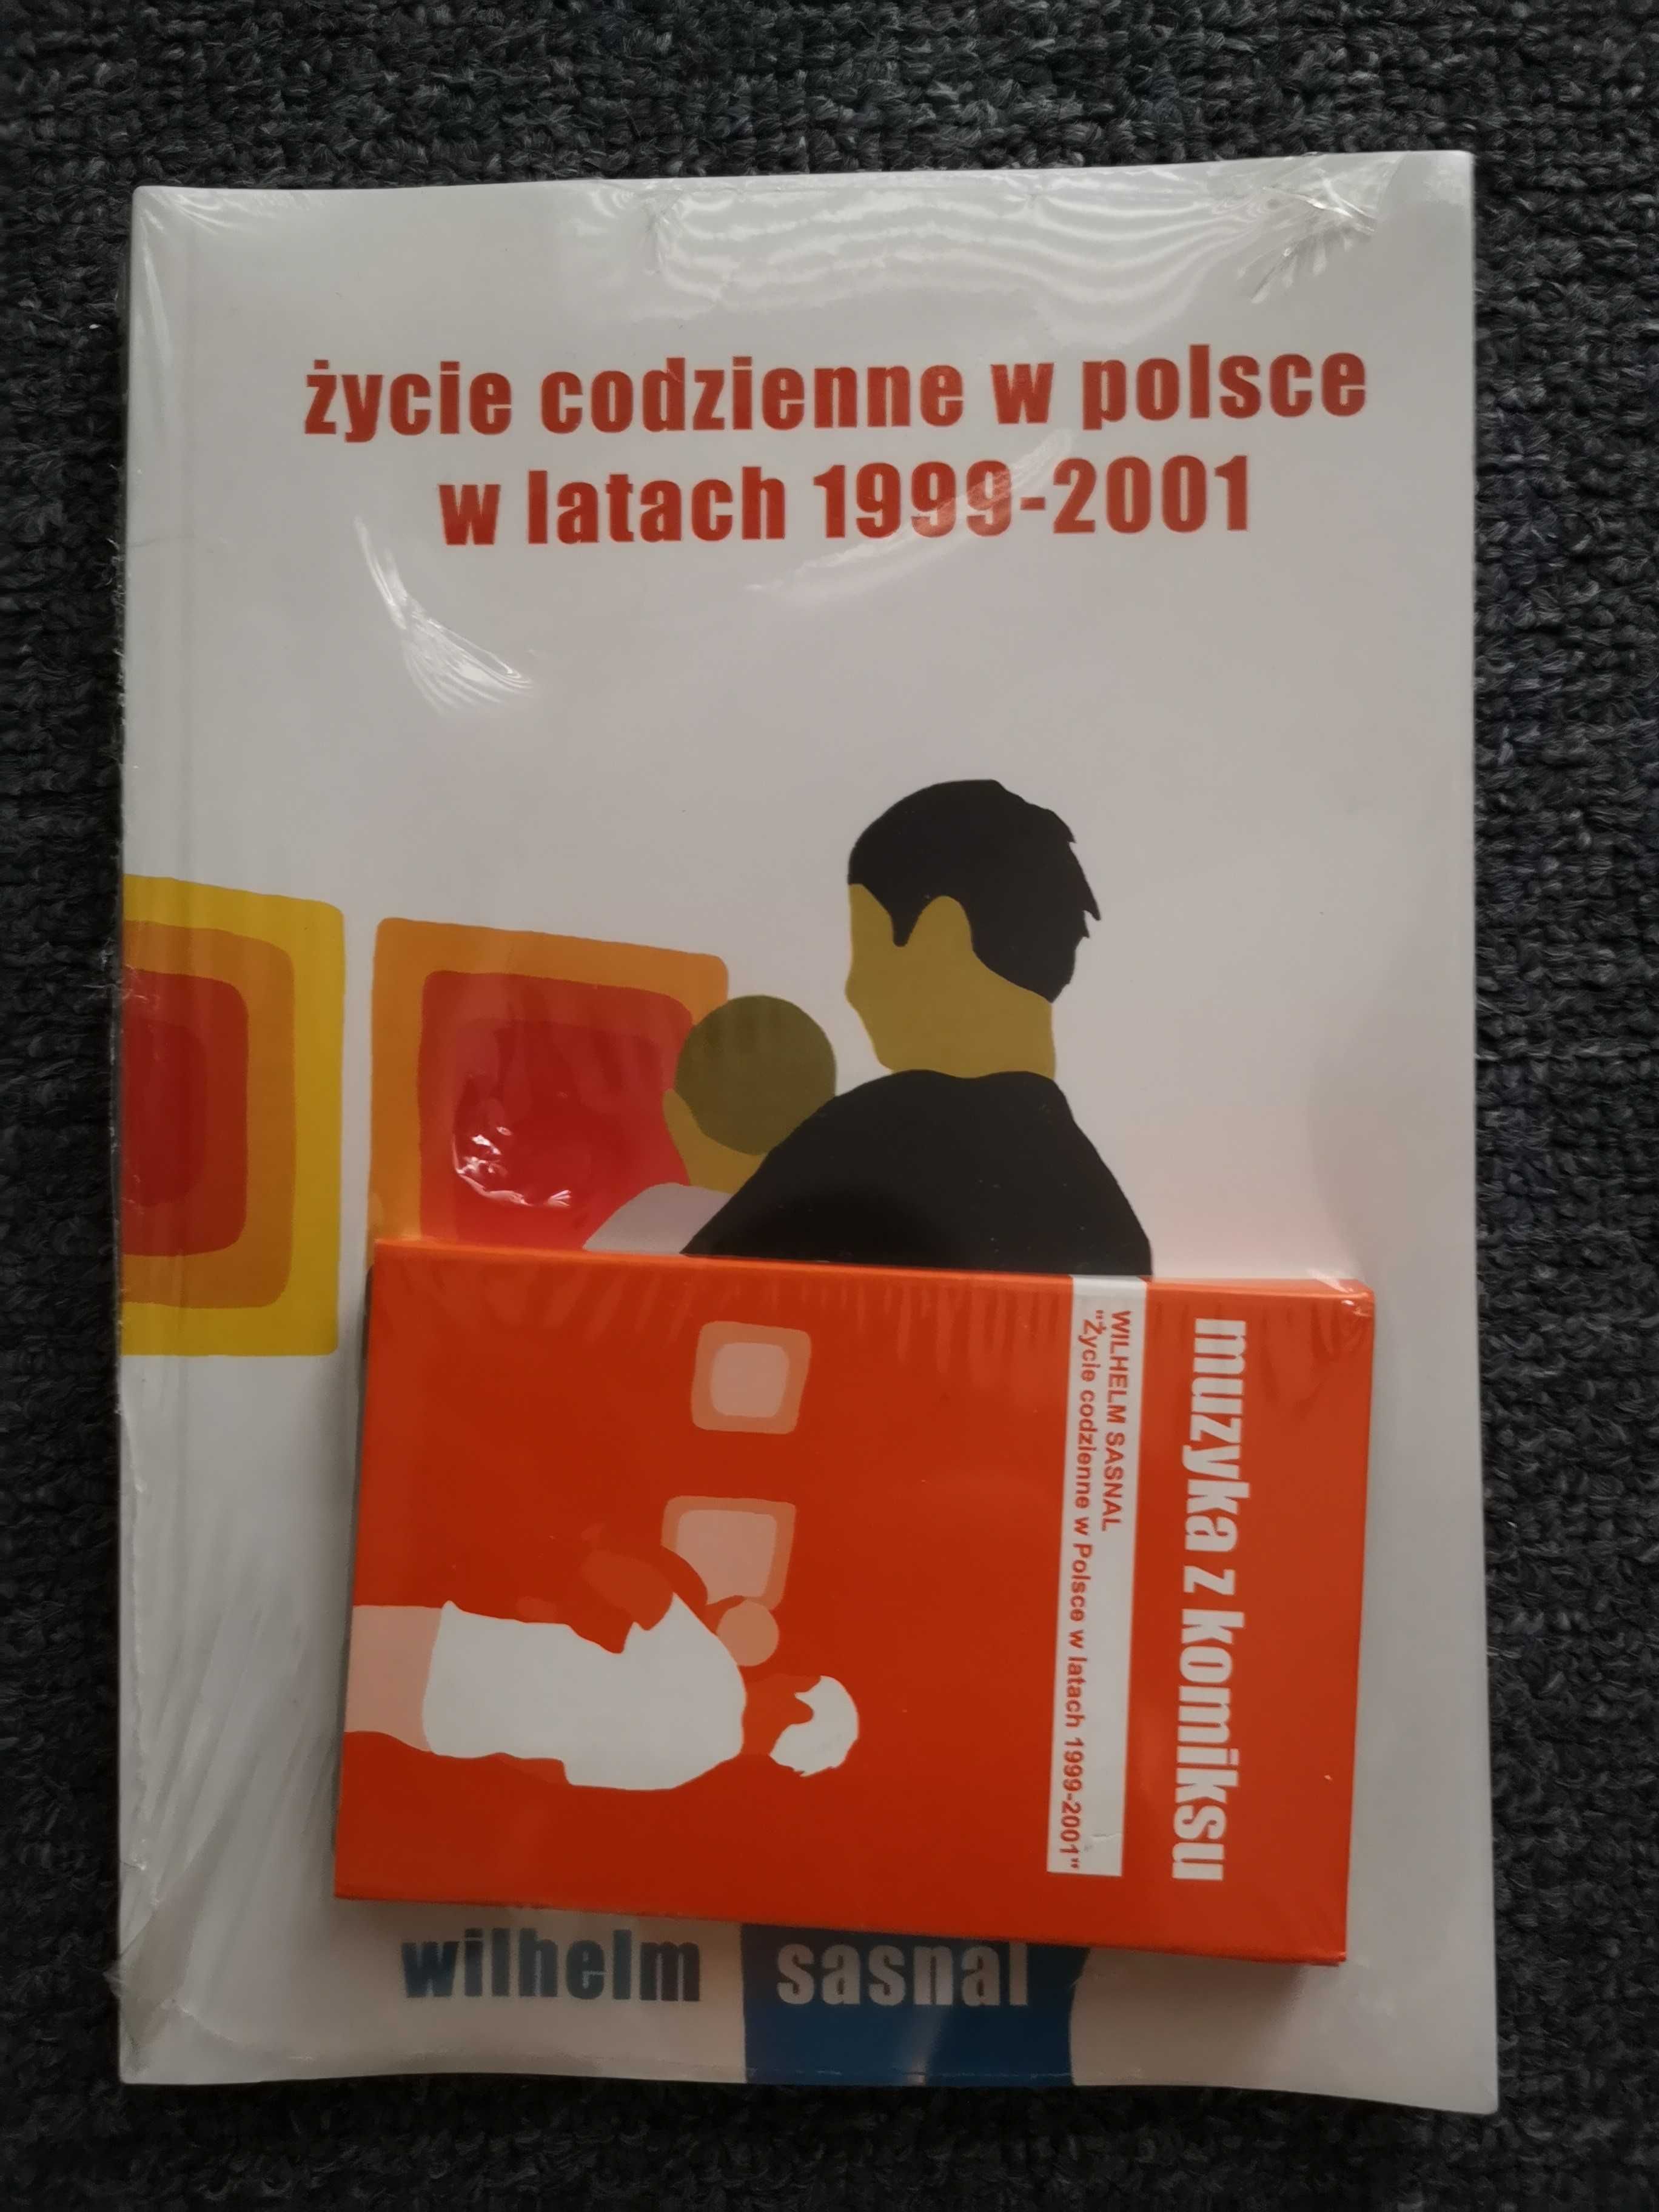 życie codzienne w polsce
w latach 1999-2001
muzyka z komiksu
WILHELM SASNAL
"Życie codzienne w Polsce w latach 1999-2001"
wilhelm sasnal